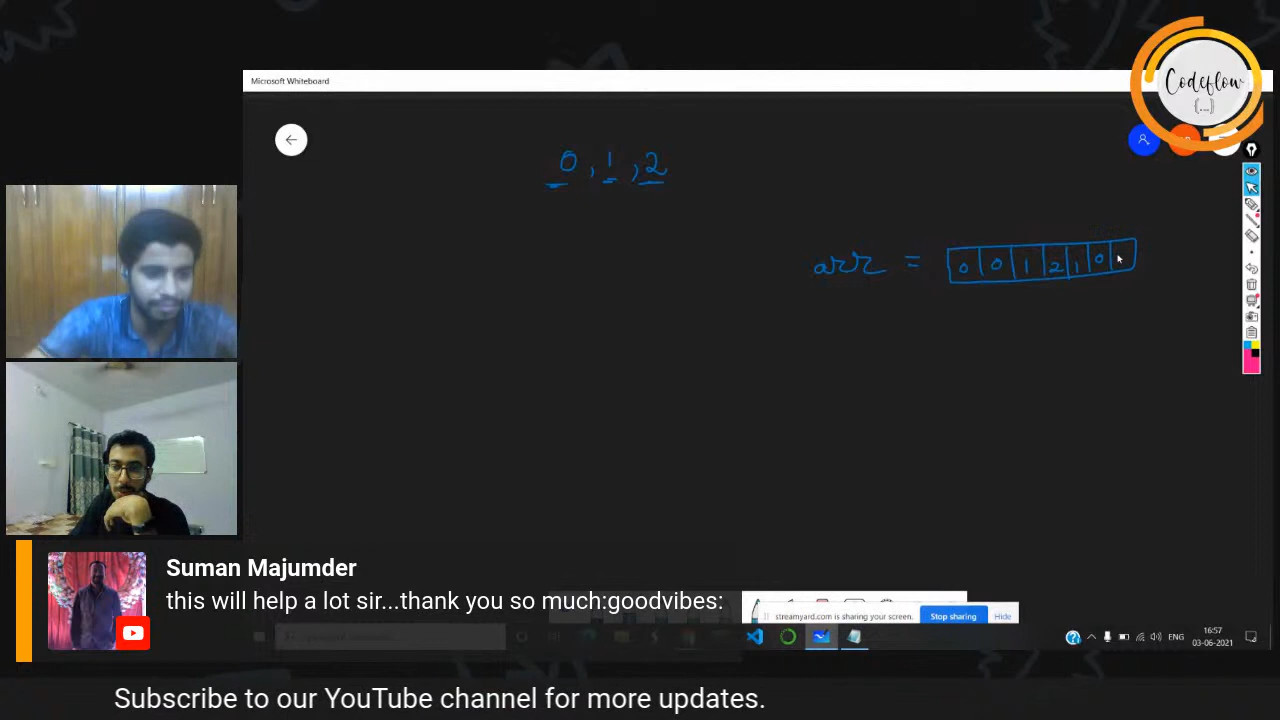 Codeflow
{...}
Microsoft Whiteboard
0, 1, 2
arr = 0 0 1 2 1 0
Suman Majumder
this will help a lot sir...thank you so much:goodvibes:
streamyard.com is sharing your screen.
Stop sharing
Hide
ENG
16:57
03-06-2021
Subscribe to our YouTube channel for more updates.